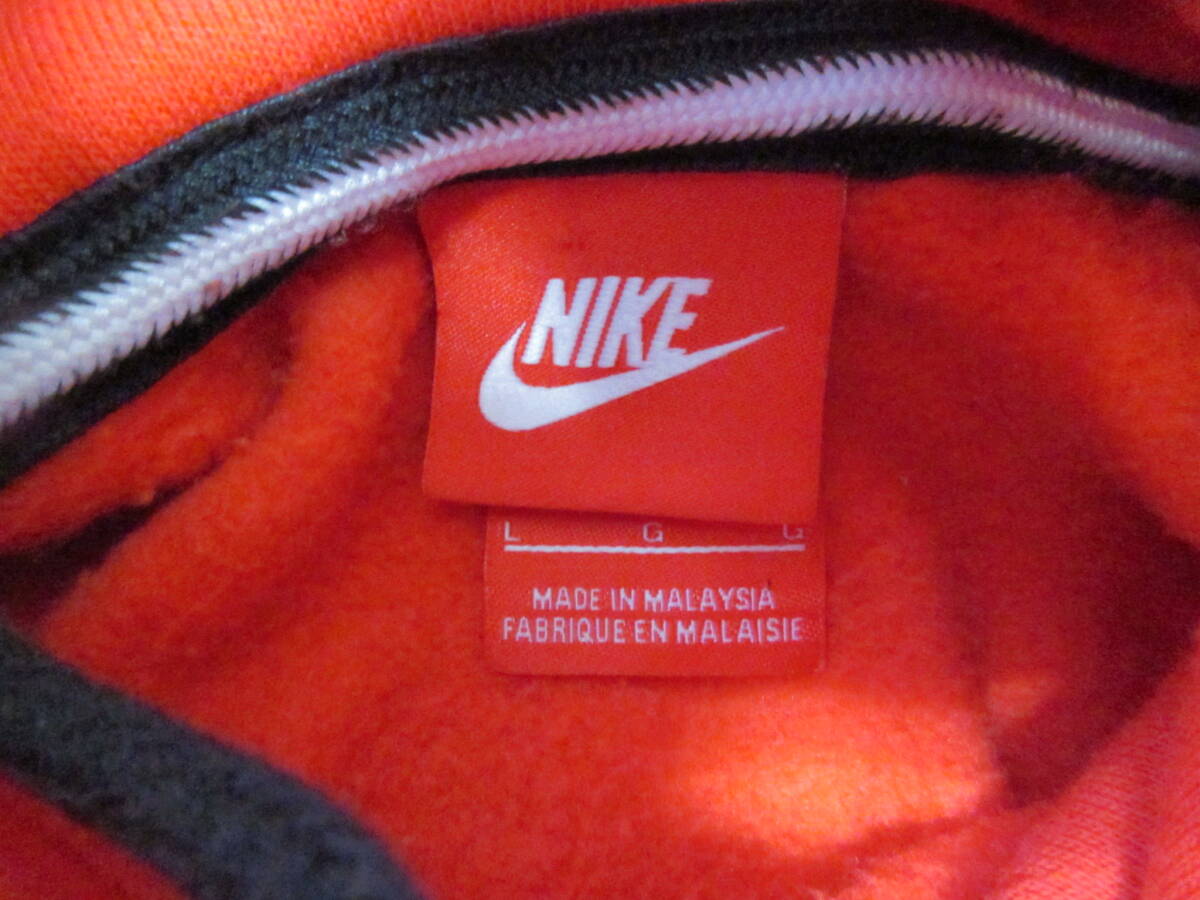 NIKE
L G G
MADE IN MALAYSIA
FABRIQUE EN MALAISIE